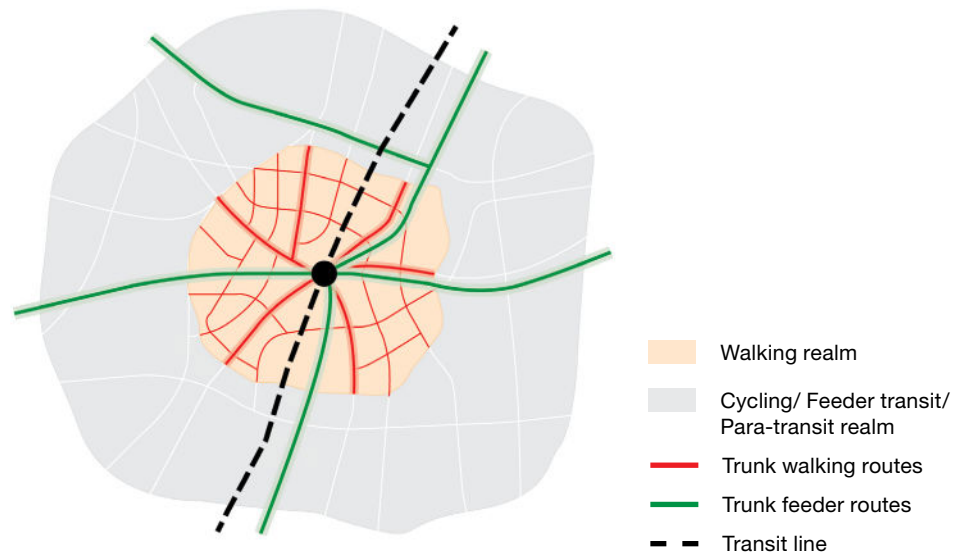 Walking realm
Cycling/ Feeder transit/
Para-transit realm
Trunk walking routes
Trunk feeder routes
Transit line